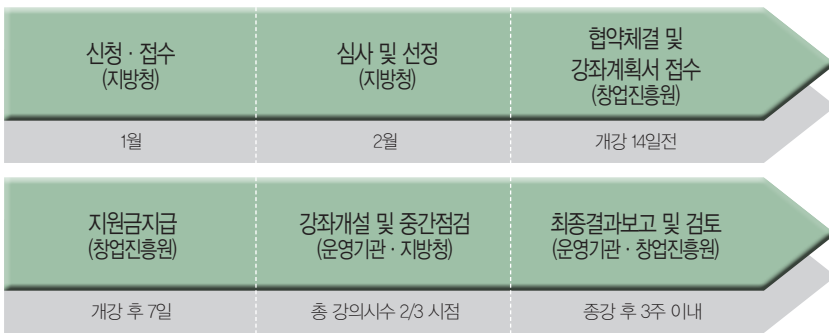 신청 · 접수
(지방청)
심사 및 선정
(지방청)
협약체결 및
강좌계획서 접수
(창업진흥원)
1월
2월
개강 14일전
지원금지급
(창업진흥원)
강좌개설 및 중간점검
(운영기관 · 지방청)
최종결과보고 및 검토
(운영기관 · 창업진흥원)
개강 후 7일
총 강의시수 2/3 시점
종강 후 3주 이내